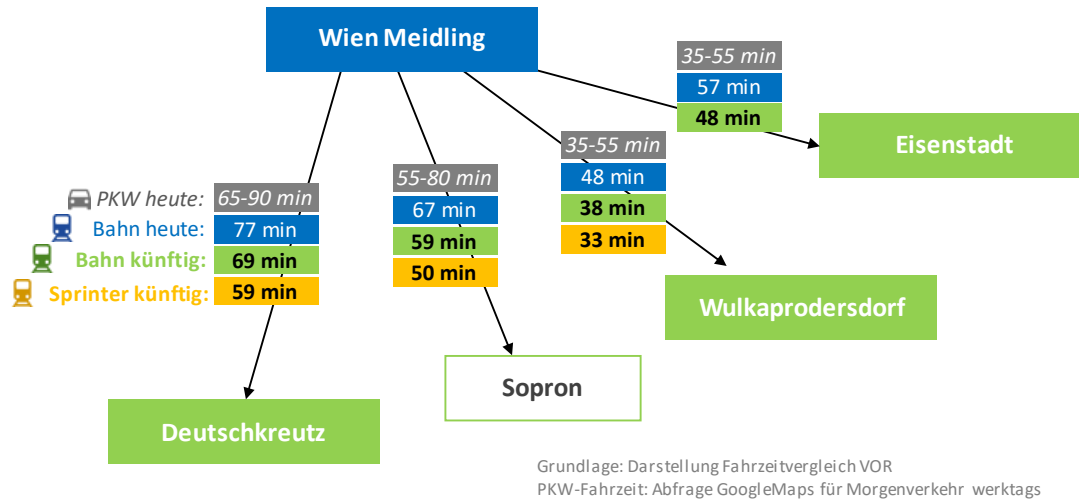 Wien Meidling
35-55 min
57 min
48 min
Eisenstadt
35-55 min
48 min
38 min
33 min
Wulkaprodersdorf
55-80 min
67 min
59 min
50 min
Sopron
PKW heute: 65-90 min
Bahn heute: 77 min
Bahn künftig: 69 min
Sprinter künftig: 59 min
Deutschkreutz
Grundlage: Darstellung Fahrzeitvergleich VOR
PKW-Fahrzeit: Abfrage GoogleMaps für Morgenverkehr werktags